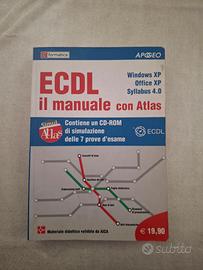 informatica
APOGEO
ECDL
Windows XP
Office XP
Syllabus 4.0
il manuale con Atlas
Contiene un CD-ROM
di simulazione
delle 7 prove d'esame
Atlas
ECDL
€ 19,90
Materiale didattico validato da AICA
subito